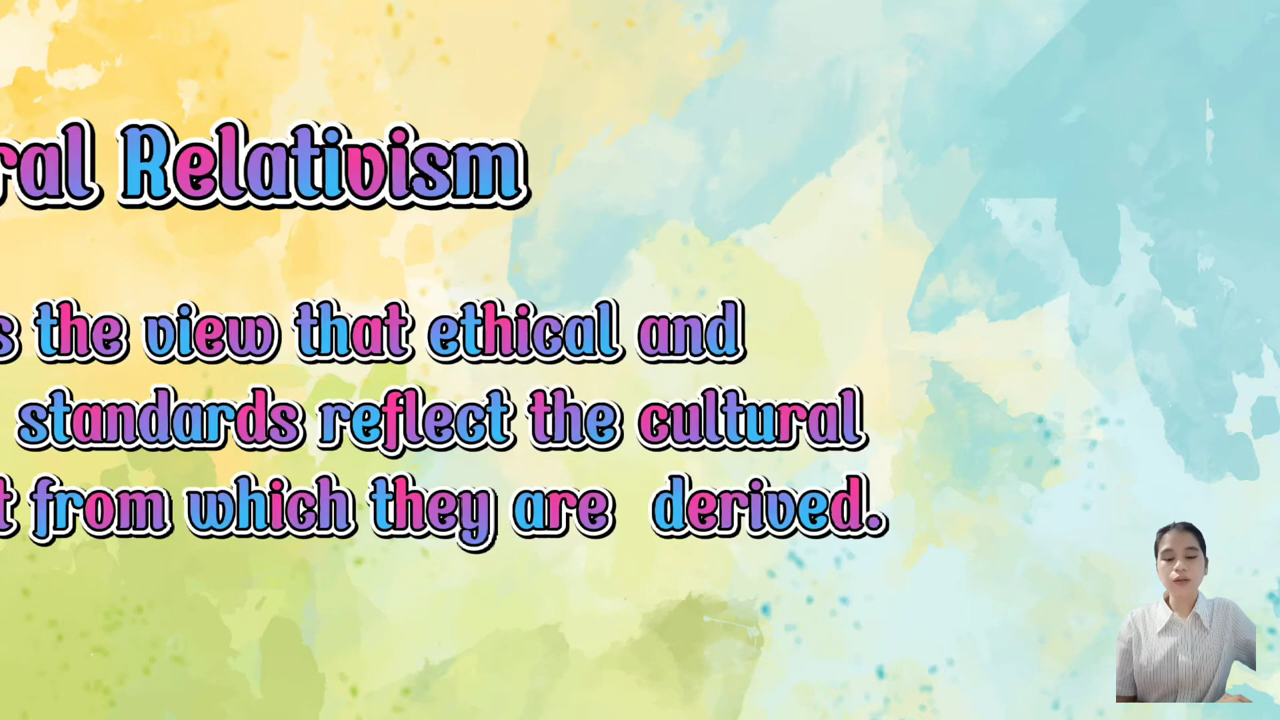 ral Relativism
s the view that ethical and
standards reflect the cultural
t from which they are derived.